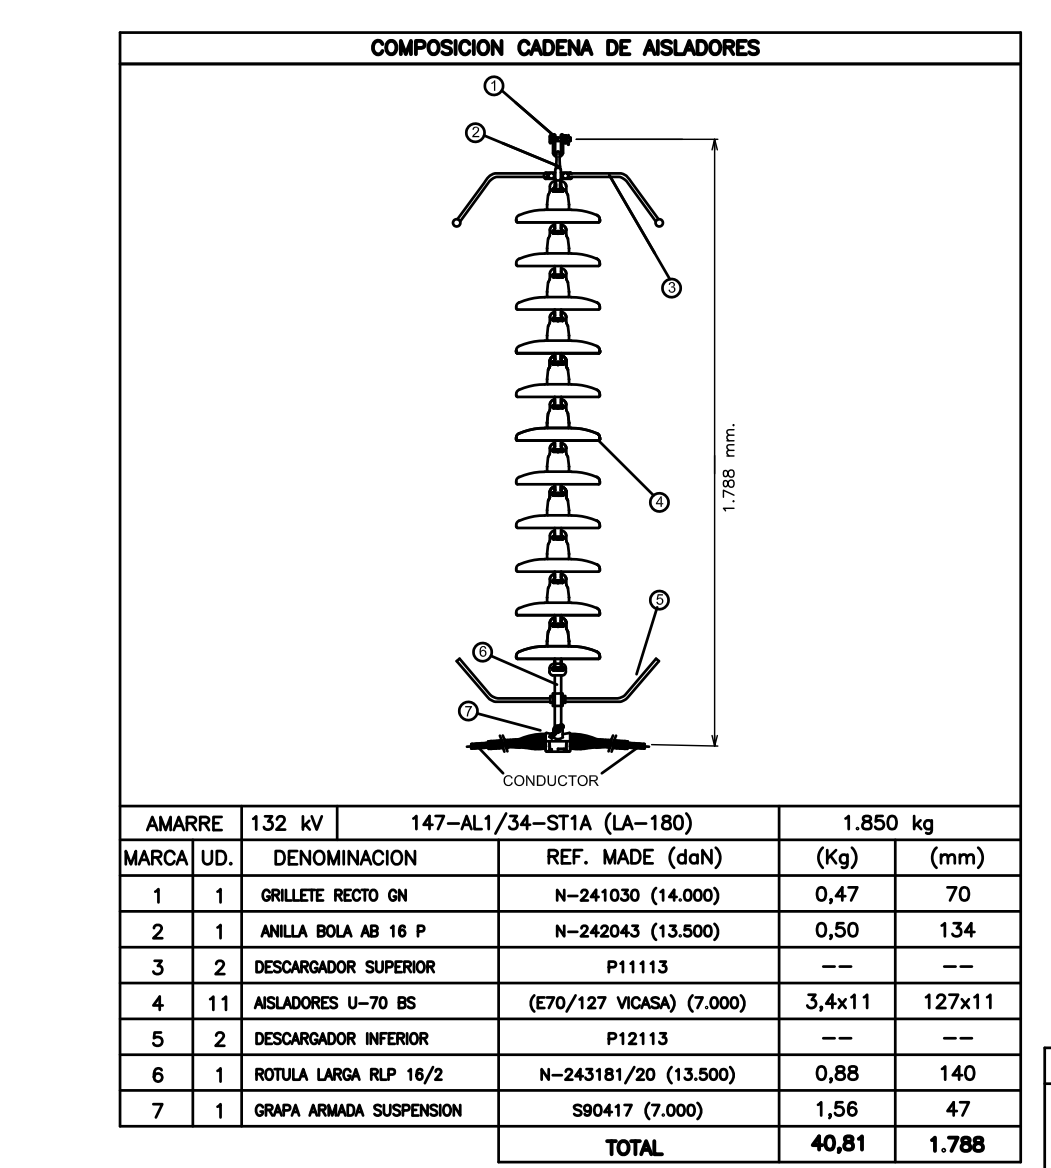 COMPOSICION CADENA DE AISLADORES
1
2
3
1.788 mm.
4
5
6
7
CONDUCTOR
AMARRE 132 kV 147-AL1/34-ST1A (LA-180) 1.850 kg
MARCA UD. DENOMINACION REF. MADE (daN) (Kg) (mm)
1 1 GRILLETE RECTO GN N-241030 (14.000) 0,47 70
2 1 ANILLA BOLA AB 16 P N-242043 (13.500) 0,50 134
3 2 DESCARGADOR SUPERIOR P11113 -- --
4 11 AISLADORES U-70 BS (E70/127 VICASA) (7.000) 3,4x11 127x11
5 2 DESCARGADOR INFERIOR P12113 -- --
6 1 ROTULA LARGA RLP 16/2 N-243181/20 (13.500) 0,88 140
7 1 GRAPA ARMADA SUSPENSION S90417 (7.000) 1,56 47
TOTAL 40,81 1.788